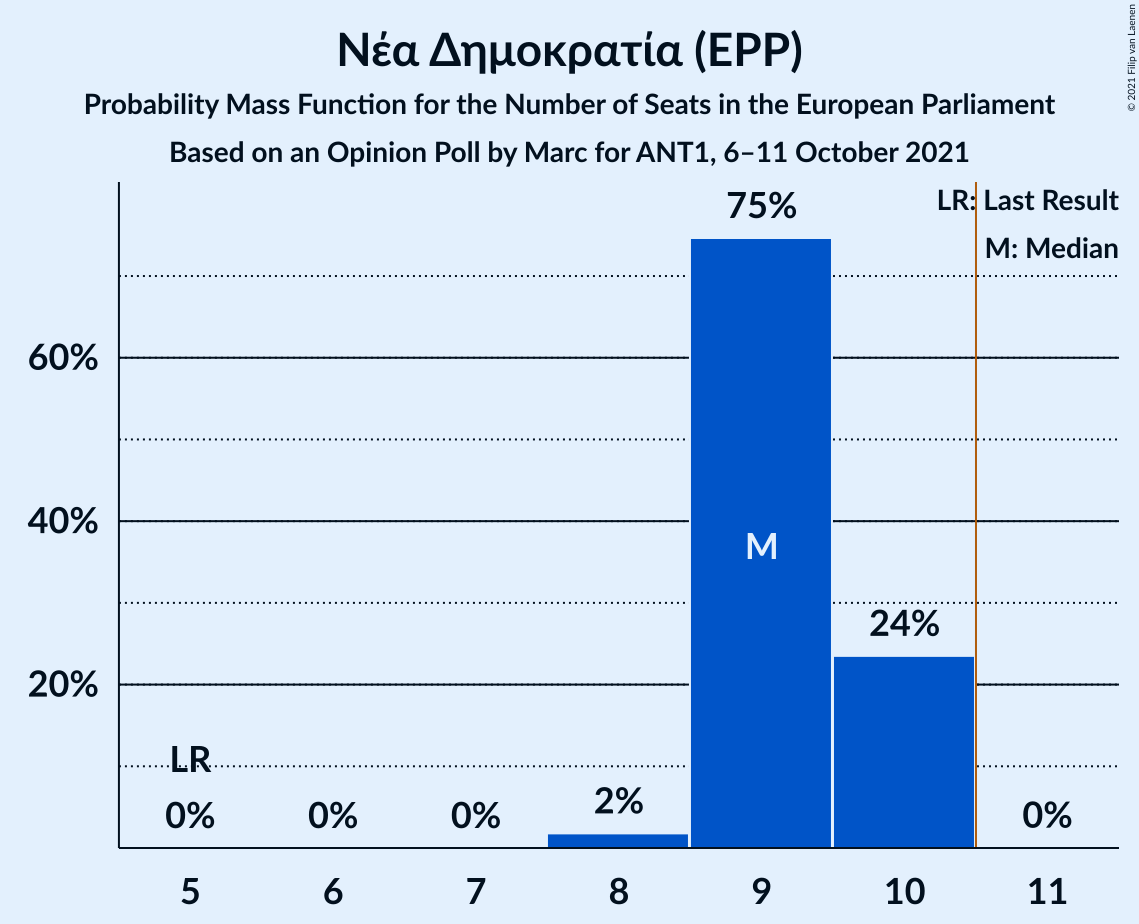 Νέα Δημοκρατία (EPP)
Probability Mass Function for the Number of Seats in the European Parliament
Based on an Opinion Poll by Marc for ANT1, 6–11 October 2021
© 2021 Filip van Laenen
LR: Last Result
M: Median
75%
60%
40%
M
24%
20%
LR
0%
0%
0%
2%
0%
5
6
7
8
9
10
11